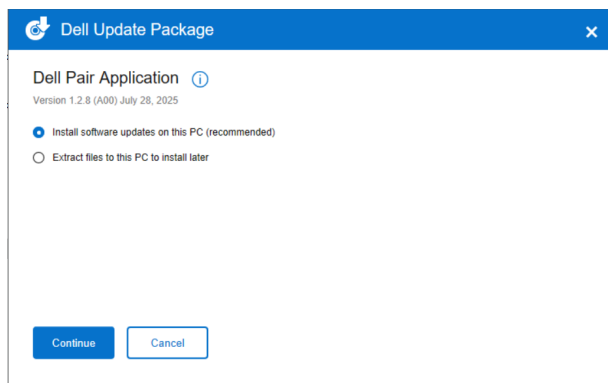 Dell Update Package
Dell Pair Application
Version 1.2.8 (A00) July 28, 2025
Install software updates on this PC (recommended)
Extract files to this PC to install later
Continue
Cancel